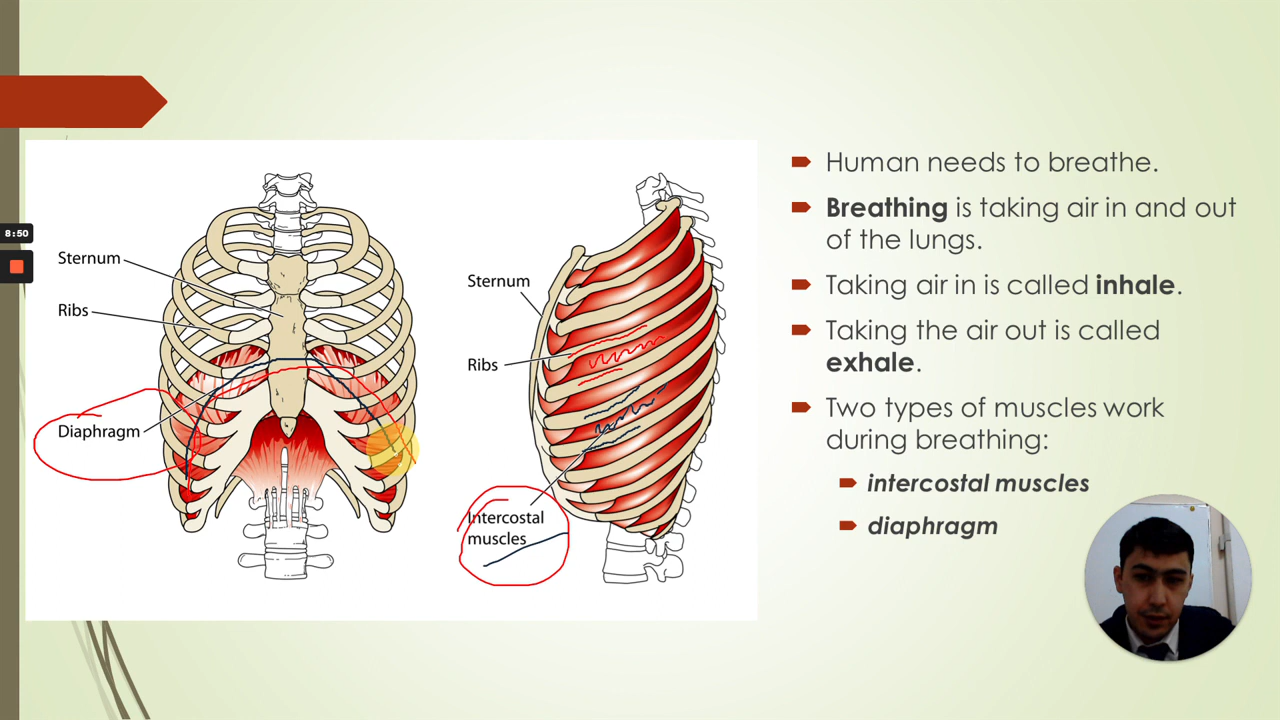 8:50
Sternum
Ribs
Diaphragm
Sternum
Ribs
Intercostal
muscles
Human needs to breathe.
Breathing is taking air in and out
of the lungs.
Taking air in is called inhale.
Taking the air out is called
exhale.
Two types of muscles work
during breathing:
intercostal muscles
diaphragm